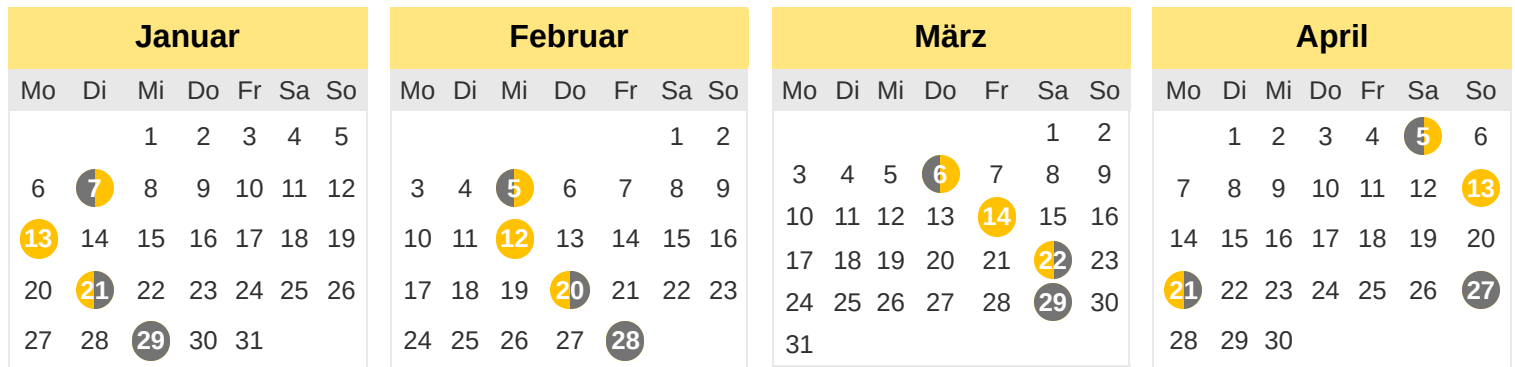 Januar
Mo Di Mi Do Fr Sa So
1 2 3 4 5
6 7 8 9 10 11 12
13 14 15 16 17 18 19
20 21 22 23 24 25 26
27 28 29 30 31
Februar
Mo Di Mi Do Fr Sa So
1 2
3 4 5 6 7 8 9
10 11 12 13 14 15 16
17 18 19 20 21 22 23
24 25 26 27 28
März
Mo Di Mi Do Fr Sa So
1 2
3 4 5 6 7 8 9
10 11 12 13 14 15 16
17 18 19 20 21 22 23
24 25 26 27 28 29 30
31
April
Mo Di Mi Do Fr Sa So
1 2 3 4 5 6
7 8 9 10 11 12 13
14 15 16 17 18 19 20
21 22 23 24 25 26 27
28 29 30